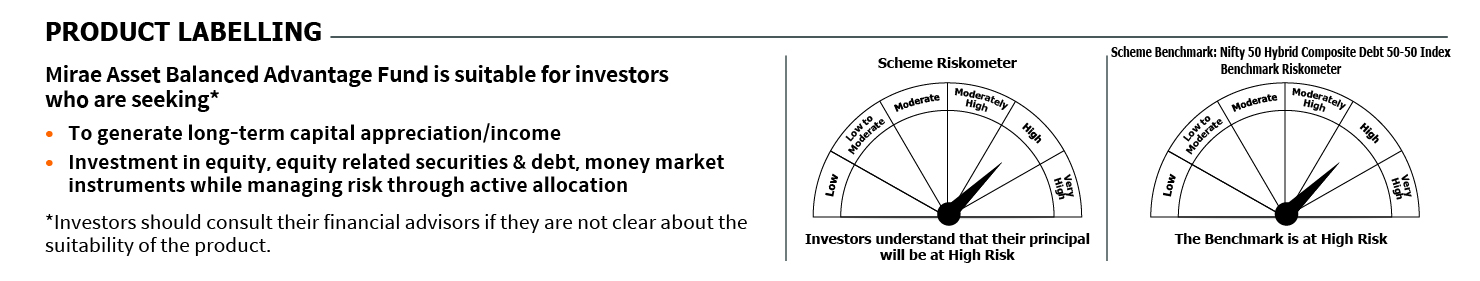 PRODUCT LABELLING
Mirae Asset Balanced Advantage Fund is suitable for investors
who are seeking*
• To generate long-term capital appreciation/income
• Investment in equity, equity related securities & debt, money market
instruments while managing risk through active allocation
*Investors should consult their financial advisors if they are not clear about the
suitability of the product.
Scheme Riskometer
Low
Low to
Moderate
Moderate
Moderately
High
High
Very
High
Investors understand that their principal
will be at High Risk
Scheme Benchmark: Nifty 50 Hybrid Composite Debt 50-50 Index
Benchmark Riskometer
Low
Low to
Moderate
Moderate
Moderately
High
High
Very
High
The Benchmark is at High Risk